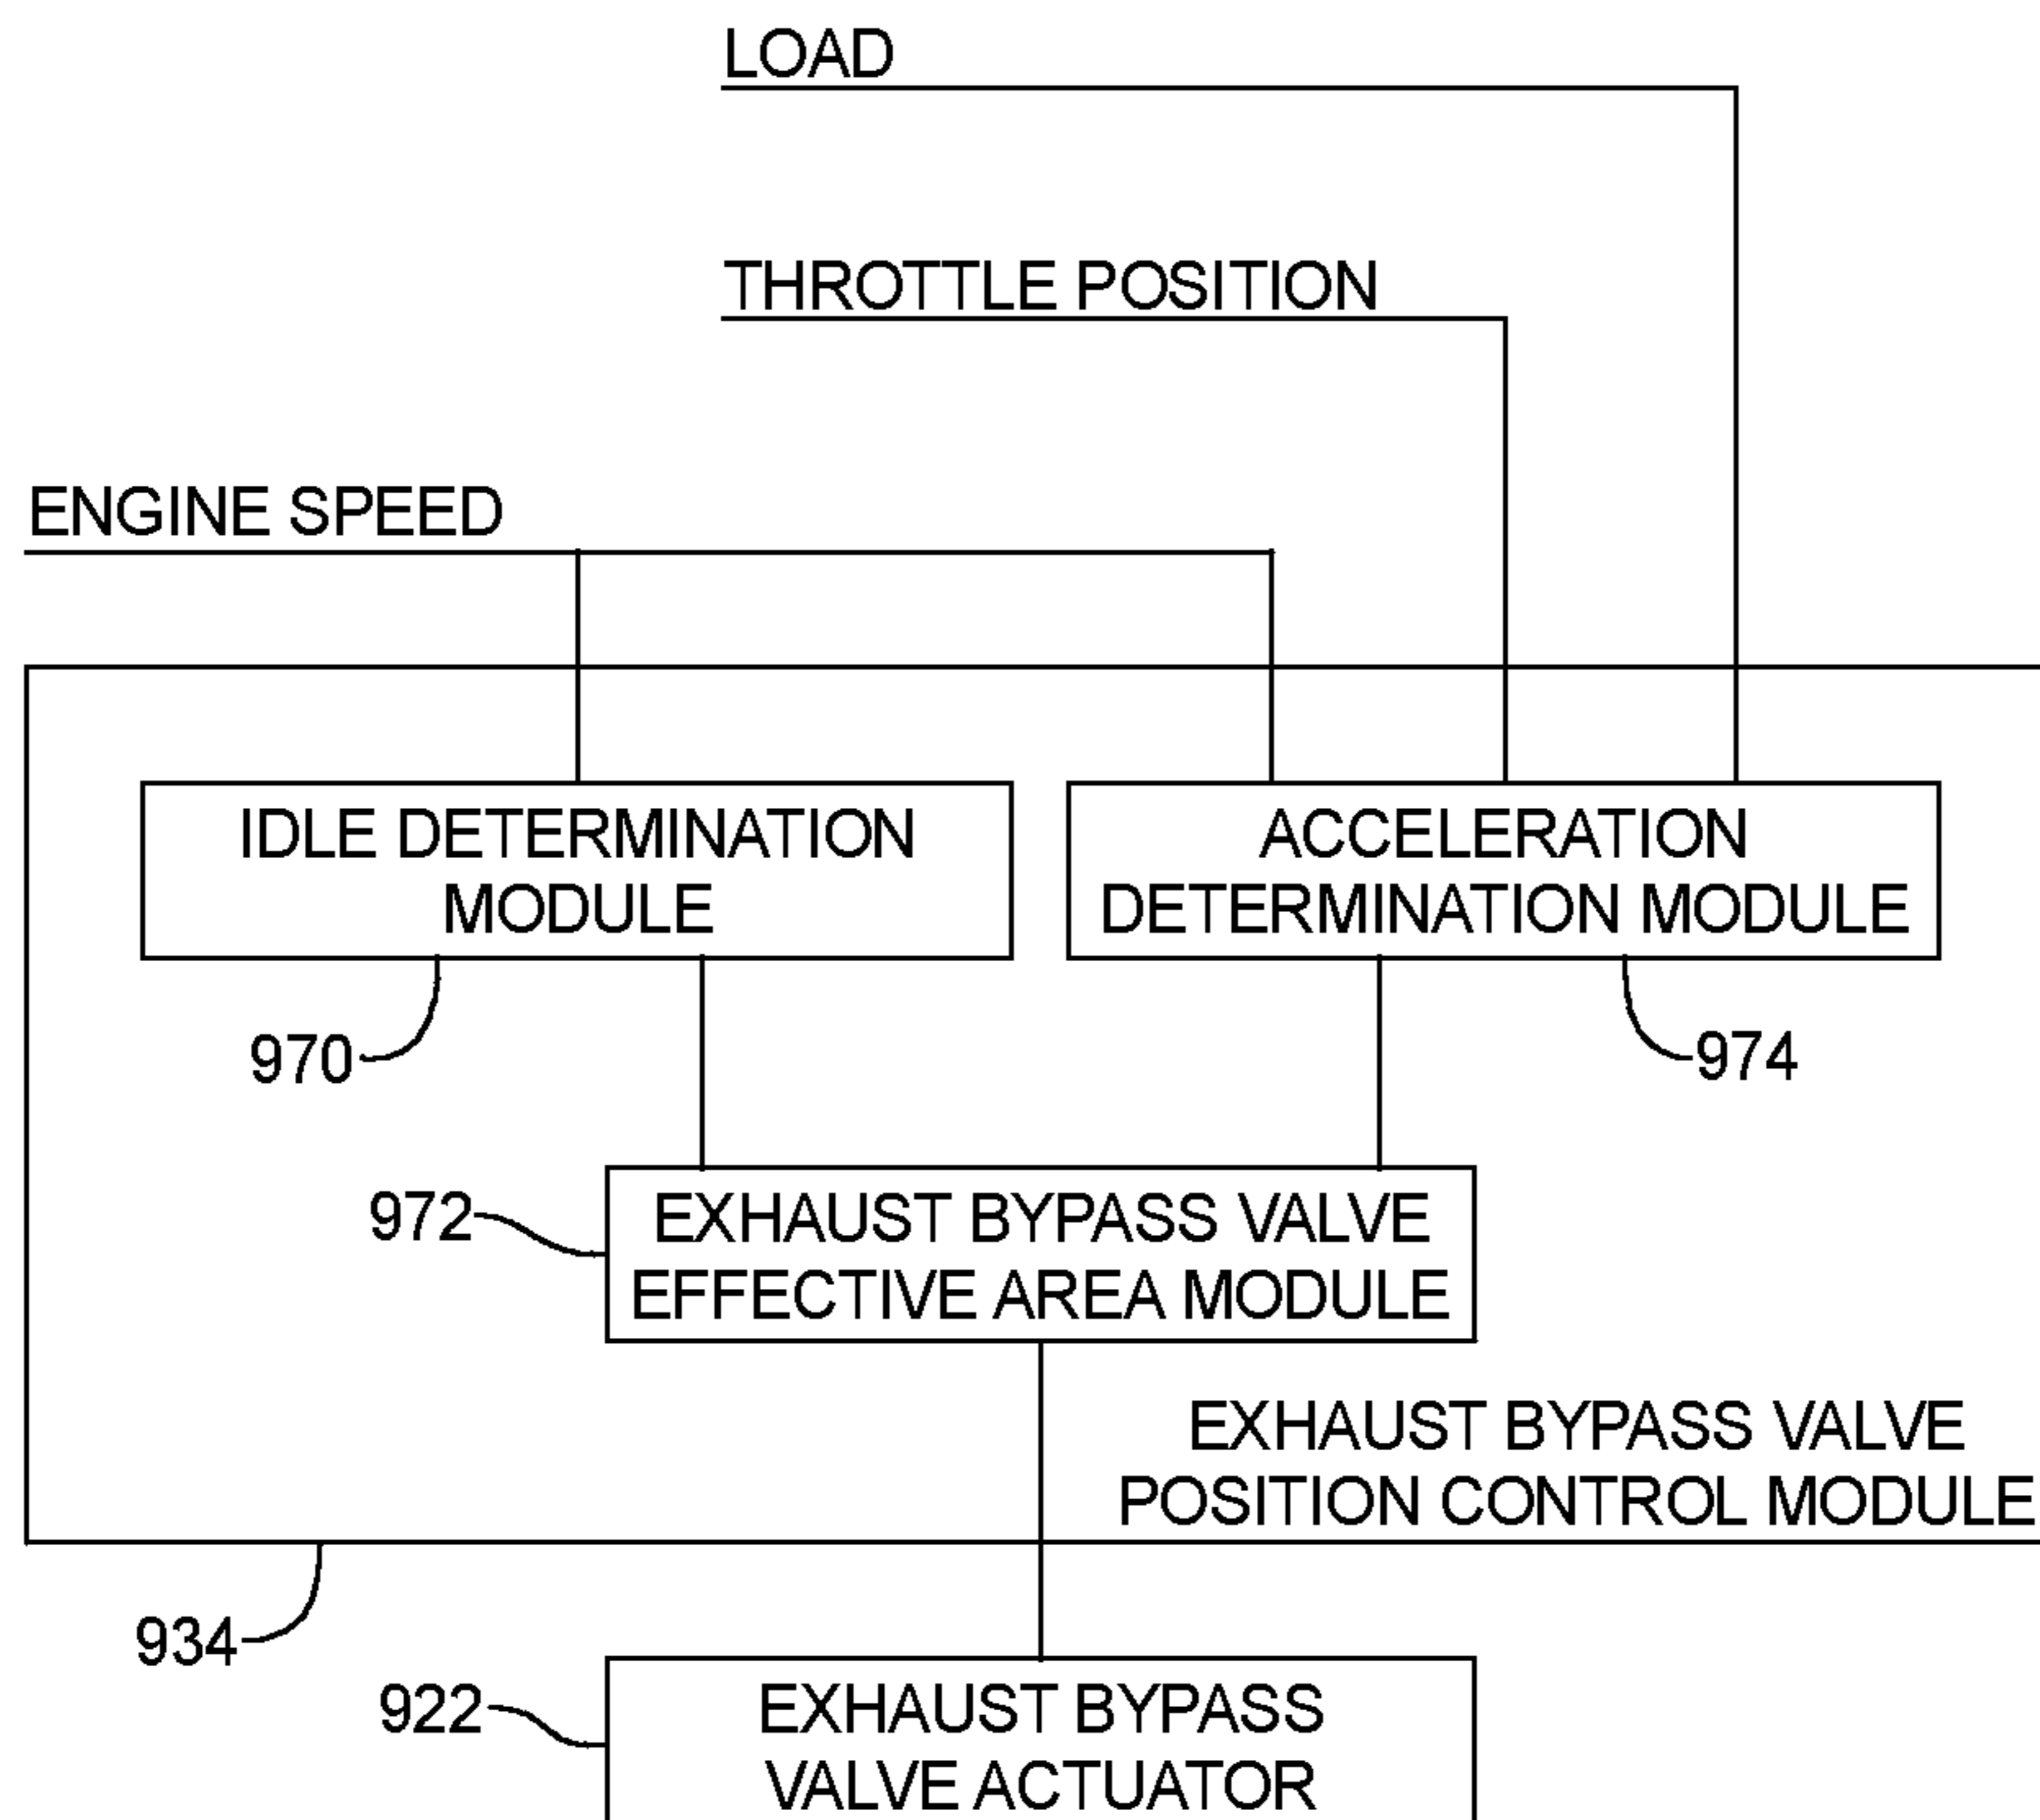 LOAD
THROTTLE POSITION
ENGINE SPEED
IDLE DETERMINATION
MODULE
ACCELERATION
DETERMINATION MODULE
970
974
972
EXHAUST BYPASS VALVE
EFFECTIVE AREA MODULE
EXHAUST BYPASS VALVE
POSITION CONTROL MODULE
934
922
EXHAUST BYPASS
VALVE ACTUATOR